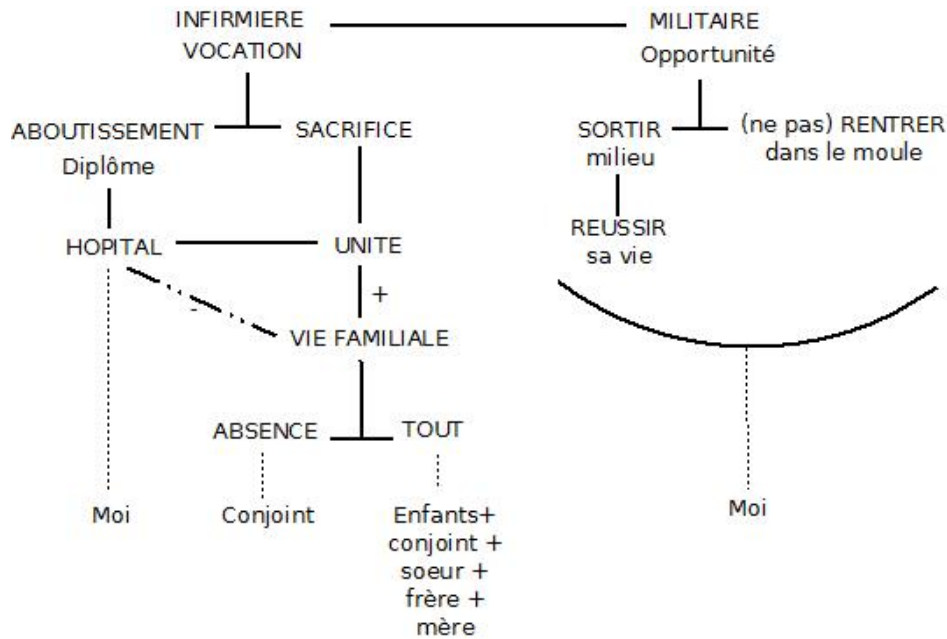 INFIRMIERE
VOCATION
MILITAIRE
Opportunité
ABOUTISSEMENT
Diplôme
SACRIFICE
SORTIR
milieu
(ne pas) RENTRER
dans le moule
HOPITAL
UNITE
REUSSIR
sa vie
+
-
VIE FAMILIALE
ABSENCE
TOUT
Moi
Conjoint
Enfants+
conjoint +
soeur +
frère +
mère
Moi